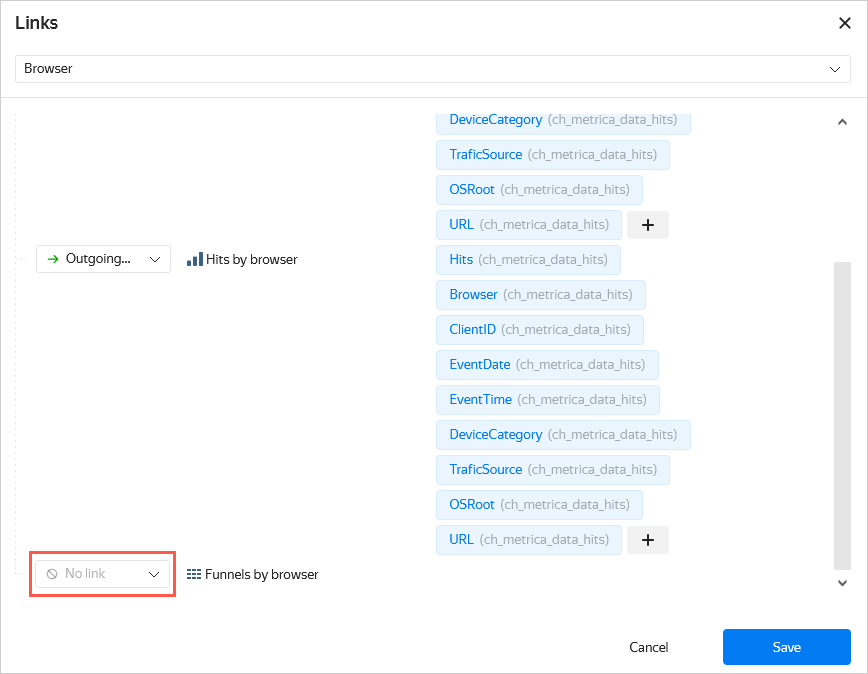 Links
Browser
DeviceCategory (ch_metrica_data_hits)
TraficSource (ch_metrica_data_hits)
OSRoot (ch_metrica_data_hits)
URL (ch_metrica_data_hits) +
Outgoing... Hits by browser Hits (ch_metrica_data_hits)
Browser (ch_metrica_data_hits)
ClientID (ch_metrica_data_hits)
EventDate (ch_metrica_data_hits)
EventTime (ch_metrica_data_hits)
DeviceCategory (ch_metrica_data_hits)
TraficSource (ch_metrica_data_hits)
OSRoot (ch_metrica_data_hits)
URL (ch_metrica_data_hits) +
No link Funnels by browser
Cancel Save